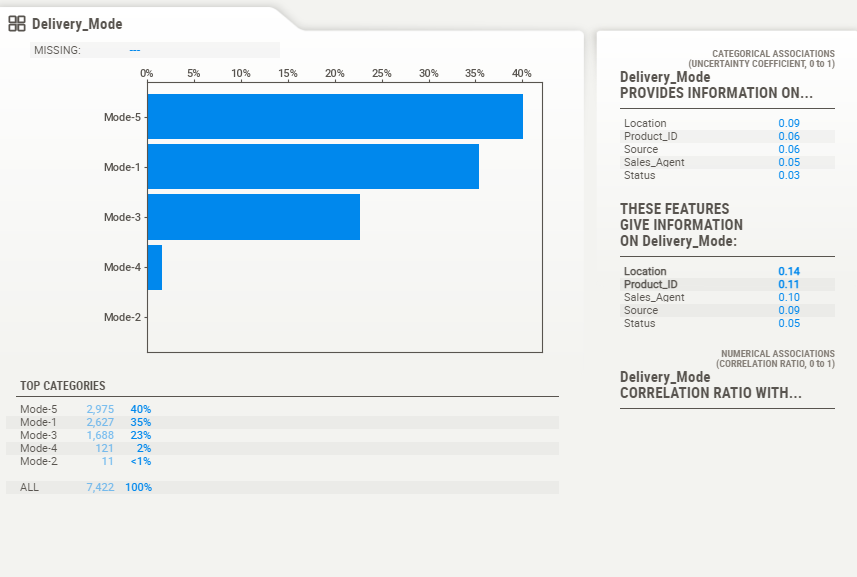 Delivery_Mode
MISSING: ---
0% 5% 10% 15% 20% 25% 30% 35% 40%
Mode-5
Mode-1
Mode-3
Mode-4
Mode-2
TOP CATEGORIES
Mode-5 2,975 40%
Mode-1 2,627 35%
Mode-3 1,688 23%
Mode-4 121 2%
Mode-2 11 <1%
ALL 7,422 100%
CATEGORICAL ASSOCIATIONS
(UNCERTAINTY COEFFICIENT, 0 to 1)
Delivery_Mode
PROVIDES INFORMATION ON...
Location 0.09
Product_ID 0.06
Source 0.06
Sales_Agent 0.05
Status 0.03
THESE FEATURES
GIVE INFORMATION
ON Delivery_Mode:
Location 0.14
Product_ID 0.11
Sales_Agent 0.10
Source 0.09
Status 0.05
NUMERICAL ASSOCIATIONS
(CORRELATION RATIO, 0 to 1)
Delivery_Mode
CORRELATION RATIO WITH...